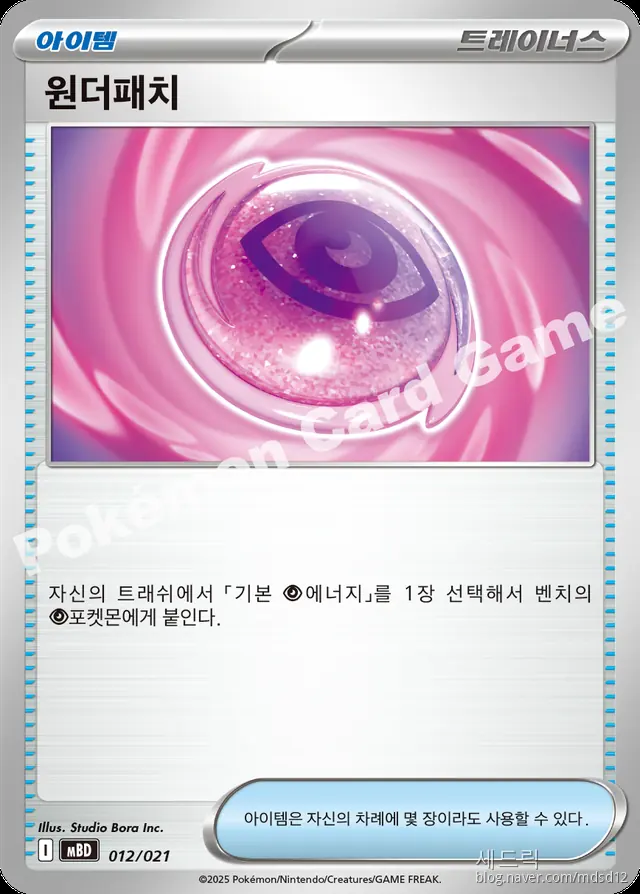 아이템
트레이너스
원더패치
Pokémon Card Game
자신의 트래쉬에서 「기본 에너지」를 1장 선택해서 벤치의
포켓몬에게 붙인다.
아이템은 자신의 차례에 몇 장이라도 사용할 수 있다.
Illus. Studio Bora Inc.
I mBD 012/021
©2025 Pokémon/Nintendo/Creatures/GAME FREAK.
세드릭
blog.naver.com/mdsd12